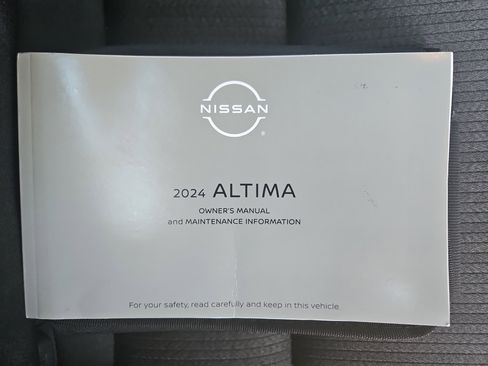 NISSAN
®
2024 ALTIMA
OWNER'S MANUAL
and MAINTENANCE INFORMATION
For your safety, read carefully and keep in this vehicle.